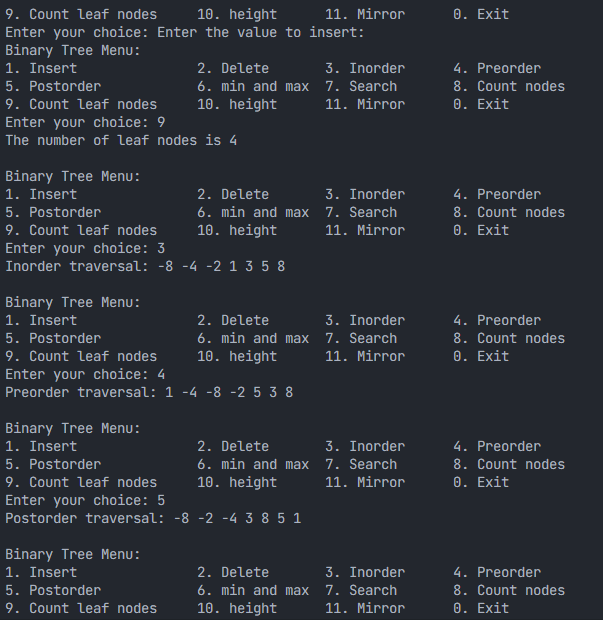 9. Count leaf nodes     10. height      11. Mirror      0. Exit
Enter your choice: Enter the value to insert:
Binary Tree Menu:
1. Insert               2. Delete       3. Inorder      4. Preorder
5. Postorder            6. min and max  7. Search       8. Count nodes
9. Count leaf nodes     10. height      11. Mirror      0. Exit
Enter your choice: 9
The number of leaf nodes is 4
Binary Tree Menu:
1. Insert               2. Delete       3. Inorder      4. Preorder
5. Postorder            6. min and max  7. Search       8. Count nodes
9. Count leaf nodes     10. height      11. Mirror      0. Exit
Enter your choice: 3
Inorder traversal: -8 -4 -2 1 3 5 8
Binary Tree Menu:
1. Insert               2. Delete       3. Inorder      4. Preorder
5. Postorder            6. min and max  7. Search       8. Count nodes
9. Count leaf nodes     10. height      11. Mirror      0. Exit
Enter your choice: 4
Preorder traversal: 1 -4 -8 -2 5 3 8
Binary Tree Menu:
1. Insert               2. Delete       3. Inorder      4. Preorder
5. Postorder            6. min and max  7. Search       8. Count nodes
9. Count leaf nodes     10. height      11. Mirror      0. Exit
Enter your choice: 5
Postorder traversal: -8 -2 -4 3 8 5 1
Binary Tree Menu:
1. Insert               2. Delete       3. Inorder      4. Preorder
5. Postorder            6. min and max  7. Search       8. Count nodes
9. Count leaf nodes     10. height      11. Mirror      0. Exit